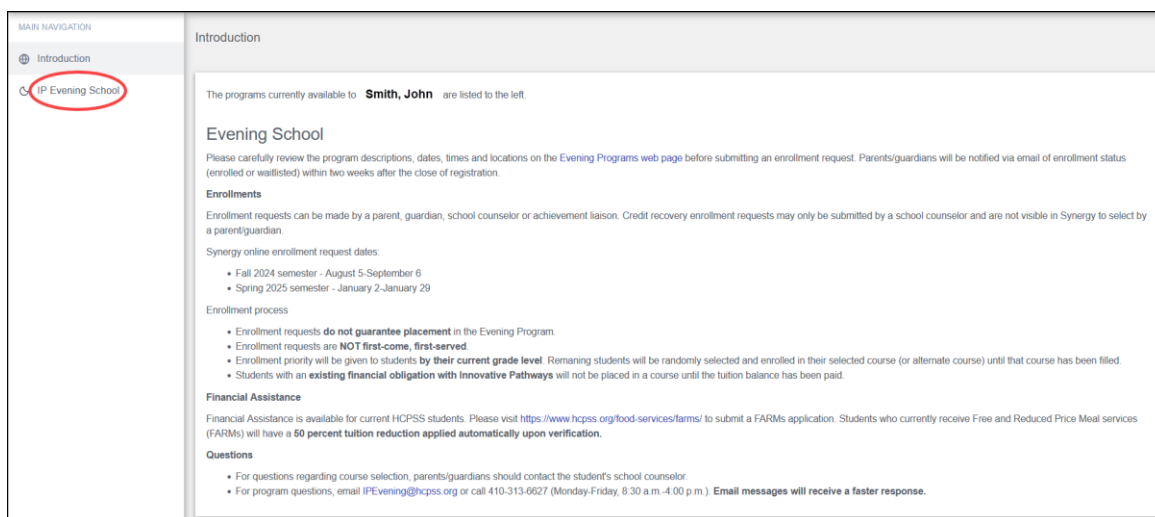 MAIN NAVIGATION
Introduction
IP Evening School
Introduction
The programs currently available to Smith, John are listed to the left.
Evening School
Please carefully review the program descriptions, dates, times and locations on the Evening Programs web page before submitting an enrollment request. Parents/guardians will be notified via email of enrollment status
(enrolled or waitlisted) within two weeks after the close of registration.
Enrollments
Enrollment requests can be made by a parent, guardian, school counselor or achievement liaison. Credit recovery enrollment requests may only be submitted by a school counselor and are not visible in Synergy to select by
a parent/guardian.
Synergy online enrollment request dates:
• Fall 2024 semester - August 5-September 6
• Spring 2025 semester - January 2-January 29
Enrollment process
• Enrollment requests do not guarantee placement in the Evening Program.
• Enrollment requests are NOT first-come, first-served.
• Enrollment priority will be given to students by their current grade level. Remaning students will be randomly selected and enrolled in their selected course (or alternate course) until that course has been filled.
• Students with an existing financial obligation with Innovative Pathways will not be placed in a course until the tuition balance has been paid.
Financial Assistance
Financial Assistance is available for current HCPSS students. Please visit https://www.hcpss.org/food-services/farms/ to submit a FARMs application. Students who currently receive Free and Reduced Price Meal services
(FARMs) will have a 50 percent tuition reduction applied automatically upon verification.
Questions
• For questions regarding course selection, parents/guardians should contact the student's school counselor.
• For program questions, email IPEvening@hcpss.org or call 410-313-6627 (Monday-Friday, 8:30 a.m.-4:00 p.m.). Email messages will receive a faster response.